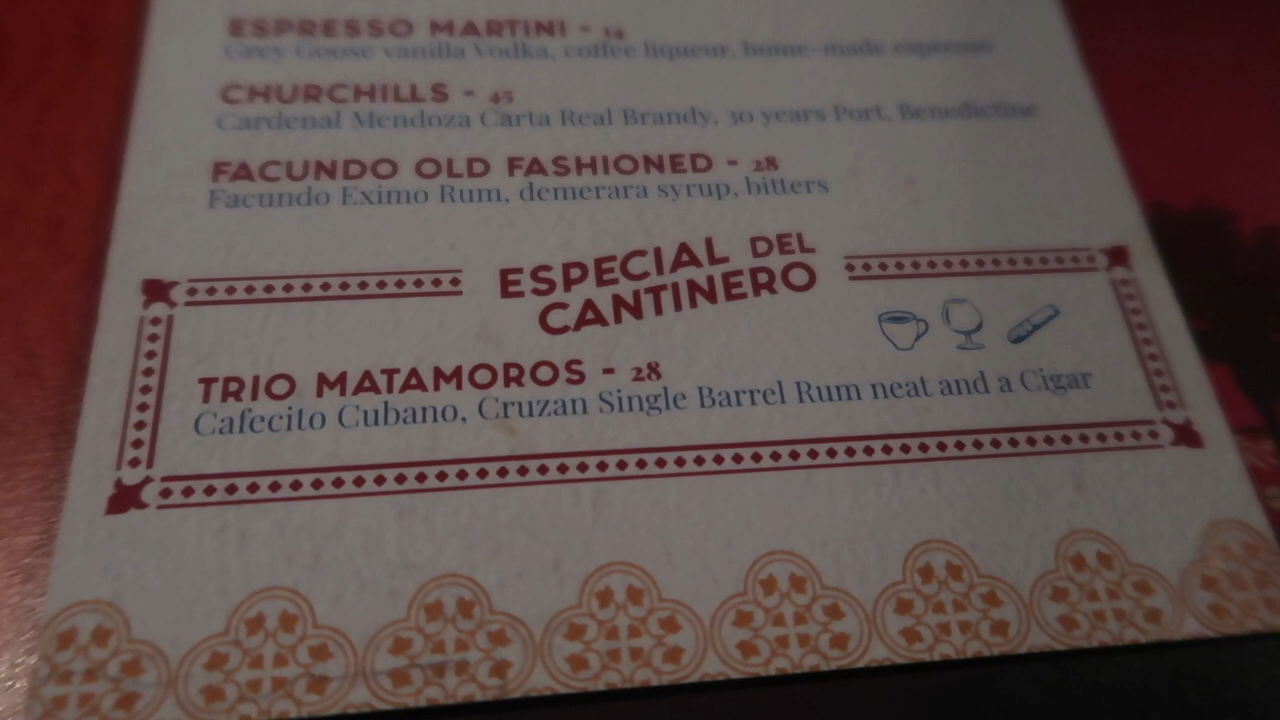 ESPRESSO MARTINI - 14
Grey Goose vanilla Vodka, coffee liqueur, home-made espresso
CHURCHILLS - 45
Cardenal Mendoza Carta Real Brandy, 30 years Port, Benedictine
FACUNDO OLD FASHIONED - 28
Facundo Eximo Rum, demerara syrup, bitters
ESPECIAL DEL
CANTINERO
TRIO MATAMOROS - 28
Cafecito Cubano, Cruzan Single Barrel Rum neat and a Cigar